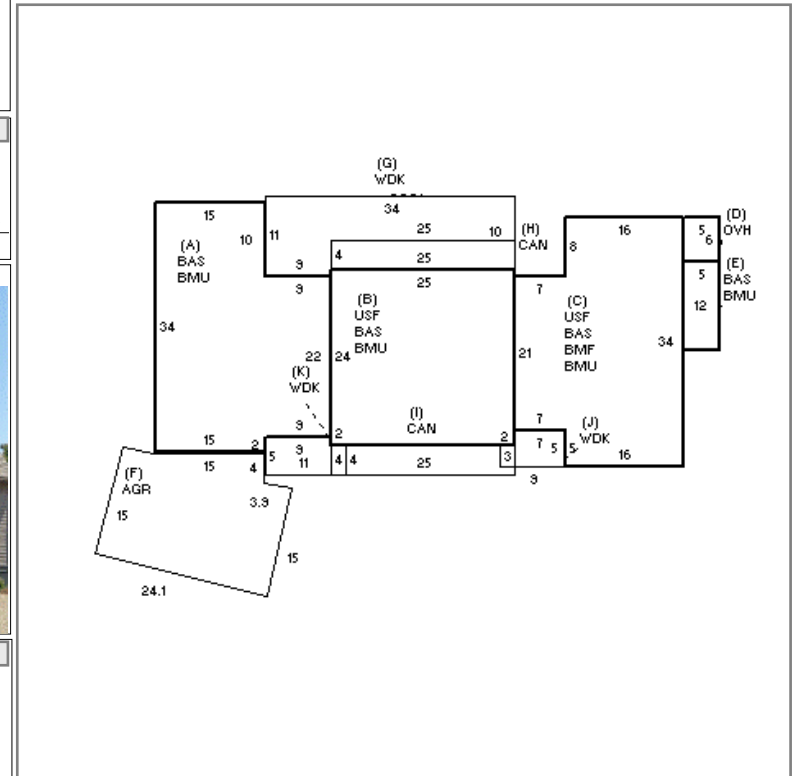 (G)
WDK
34
15
11
10
25
10
(H)
CAN
16
5
6
(D)
OVH
(A)
BAS
BMU
4
25
8
9
9
25
7
(C)
USF
BAS
BMF
BMU
5
(E)
BAS
BMU
12
(B)
USF
BAS
BMU
34
22
24
21
34
(K)
WDK
(I)
CAN
7
(J)
WDK
9
2
2
15
2
9
7
5
5
16
15
4
5
11
4
4
25
3
9
(F)
AGR
15
3.9
15
24.1